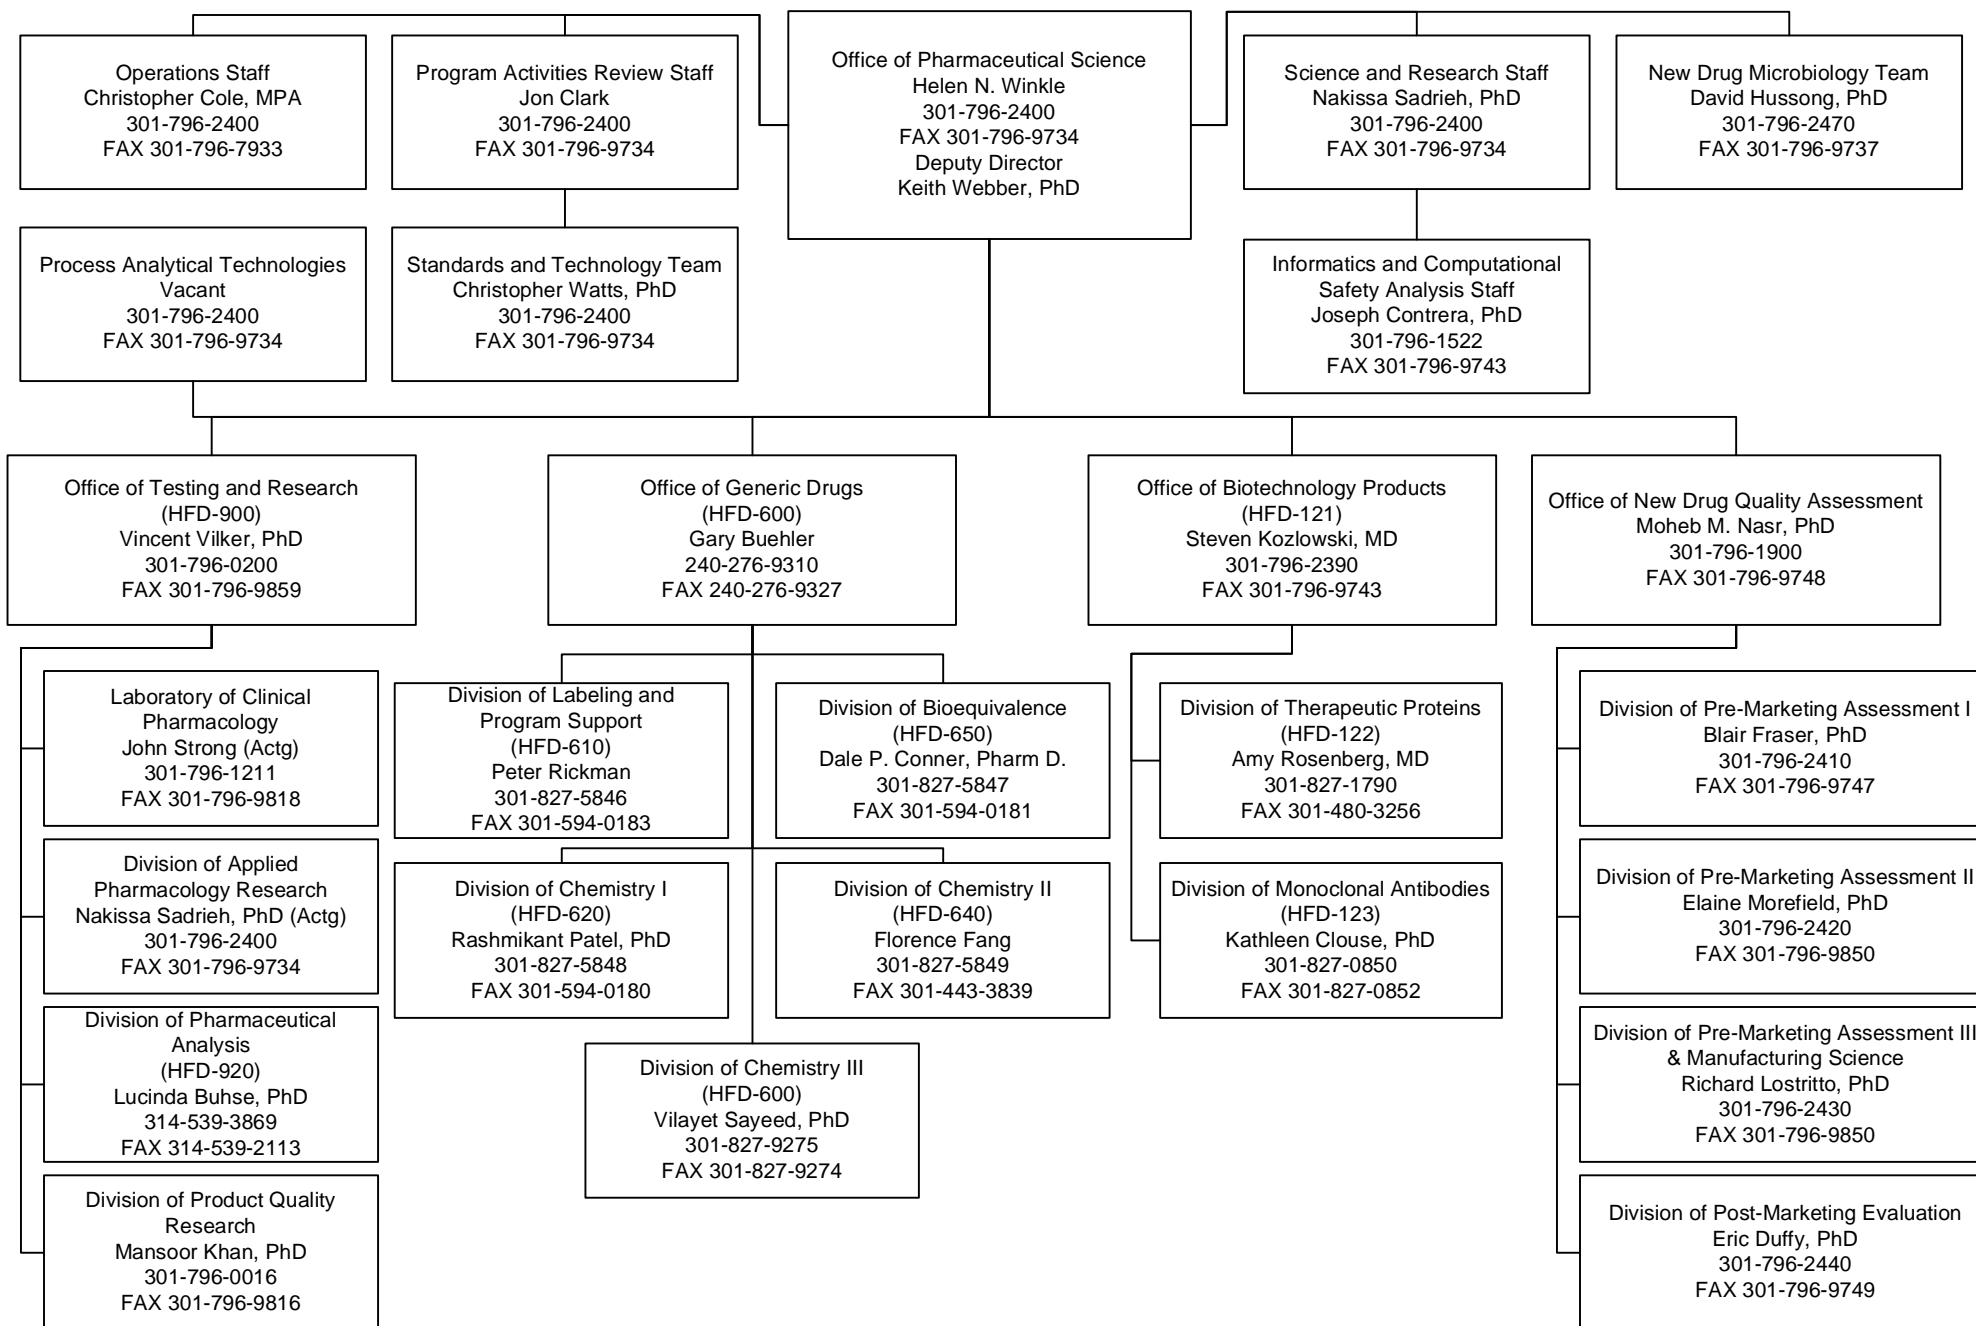 Operations Staff
Christopher Cole, MPA
301-796-2400
FAX 301-796-7933
Program Activities Review Staff
Jon Clark
301-796-2400
FAX 301-796-9734
Office of Pharmaceutical Science
Helen N. Winkle
301-796-2400
FAX 301-796-9734
Deputy Director
Keith Webber, PhD
Science and Research Staff
Nakissa Sadrieh, PhD
301-796-2400
FAX 301-796-9734
New Drug Microbiology Team
David Hussong, PhD
301-796-2470
FAX 301-796-9737
Process Analytical Technologies
Vacant
301-796-2400
FAX 301-796-9734
Standards and Technology Team
Christopher Watts, PhD
301-796-2400
FAX 301-796-9734
Informatics and Computational
Safety Analysis Staff
Joseph Contrera, PhD
301-796-1522
FAX 301-796-9743
Office of Testing and Research
(HFD-900)
Vincent Vilker, PhD
301-796-0200
FAX 301-796-9859
Office of Generic Drugs
(HFD-600)
Gary Buehler
240-276-9310
FAX 240-276-9327
Office of Biotechnology Products
(HFD-121)
Steven Kozlowski, MD
301-796-2390
FAX 301-796-9743
Office of New Drug Quality Assessment
Moheb M. Nasr, PhD
301-796-1900
FAX 301-796-9748
Laboratory of Clinical
Pharmacology
John Strong (Actg)
301-796-1211
FAX 301-796-9818
Division of Labeling and
Program Support
(HFD-610)
Peter Rickman
301-827-5846
FAX 301-594-0183
Division of Bioequivalence
(HFD-650)
Dale P. Conner, Pharm D.
301-827-5847
FAX 301-594-0181
Division of Therapeutic Proteins
(HFD-122)
Amy Rosenberg, MD
301-827-1790
FAX 301-480-3256
Division of Pre-Marketing Assessment I
Blair Fraser, PhD
301-796-2410
FAX 301-796-9747
Division of Applied
Pharmacology Research
Nakissa Sadrieh, PhD (Actg)
301-796-2400
FAX 301-796-9734
Division of Chemistry I
(HFD-620)
Rashmikant Patel, PhD
301-827-5848
FAX 301-594-0180
Division of Chemistry II
(HFD-640)
Florence Fang
301-827-5849
FAX 301-443-3839
Division of Monoclonal Antibodies
(HFD-123)
Kathleen Clouse, PhD
301-827-0850
FAX 301-827-0852
Division of Pre-Marketing Assessment II
Elaine Morefield, PhD
301-796-2420
FAX 301-796-9850
Division of Pharmaceutical
Analysis
(HFD-920)
Lucinda Buhse, PhD
314-539-3869
FAX 314-539-2113
Division of Chemistry III
(HFD-600)
Vilayet Sayeed, PhD
301-827-9275
FAX 301-827-9274
Division of Pre-Marketing Assessment III
& Manufacturing Science
Richard Lostritto, PhD
301-796-2430
FAX 301-796-9850
Division of Product Quality
Research
Mansoor Khan, PhD
301-796-0016
FAX 301-796-9816
Division of Post-Marketing Evaluation
Eric Duffy, PhD
301-796-2440
FAX 301-796-9749